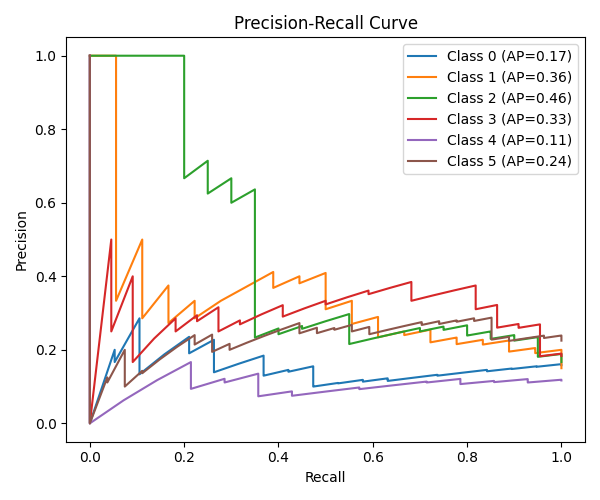 Precision-Recall Curve
Precision
1.0
0.8
0.6
0.4
0.2
0.0
Class 0 (AP=0.17)
Class 1 (AP=0.36)
Class 2 (AP=0.46)
Class 3 (AP=0.33)
Class 4 (AP=0.11)
Class 5 (AP=0.24)
0.0 0.2 0.4 0.6 0.8 1.0
Recall